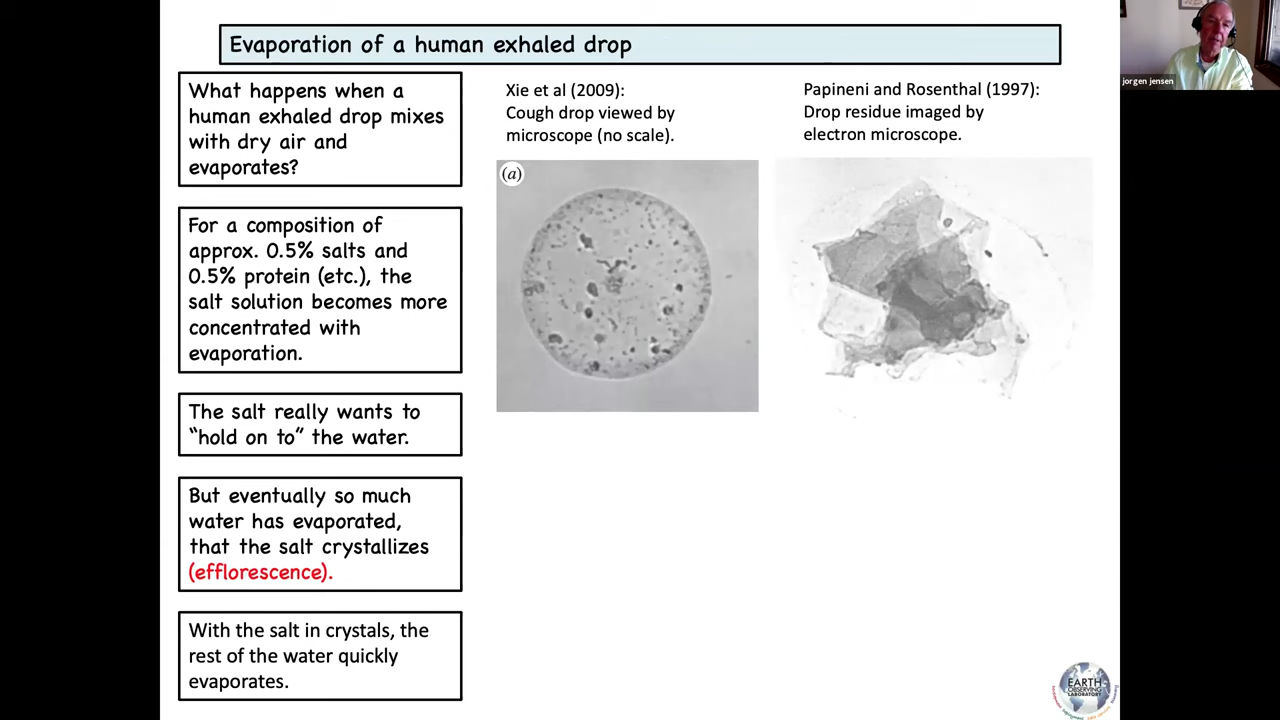 Evaporation of a human exhaled drop
What happens when a
human exhaled drop mixes
with dry air and
evaporates?
For a composition of
approx. 0.5% salts and
0.5% protein (etc.), the
salt solution becomes more
concentrated with
evaporation.
The salt really wants to
“hold on to” the water.
But eventually so much
water has evaporated,
that the salt crystallizes
(efflorescence).
With the salt in crystals, the
rest of the water quickly
evaporates.
Xie et al (2009):
Cough drop viewed by
microscope (no scale).
(a)
Papineni and Rosenthal (1997):
Drop residue imaged by
electron microscope.
jorgen jensen
EARTH
OBSERVING
LABORATORY